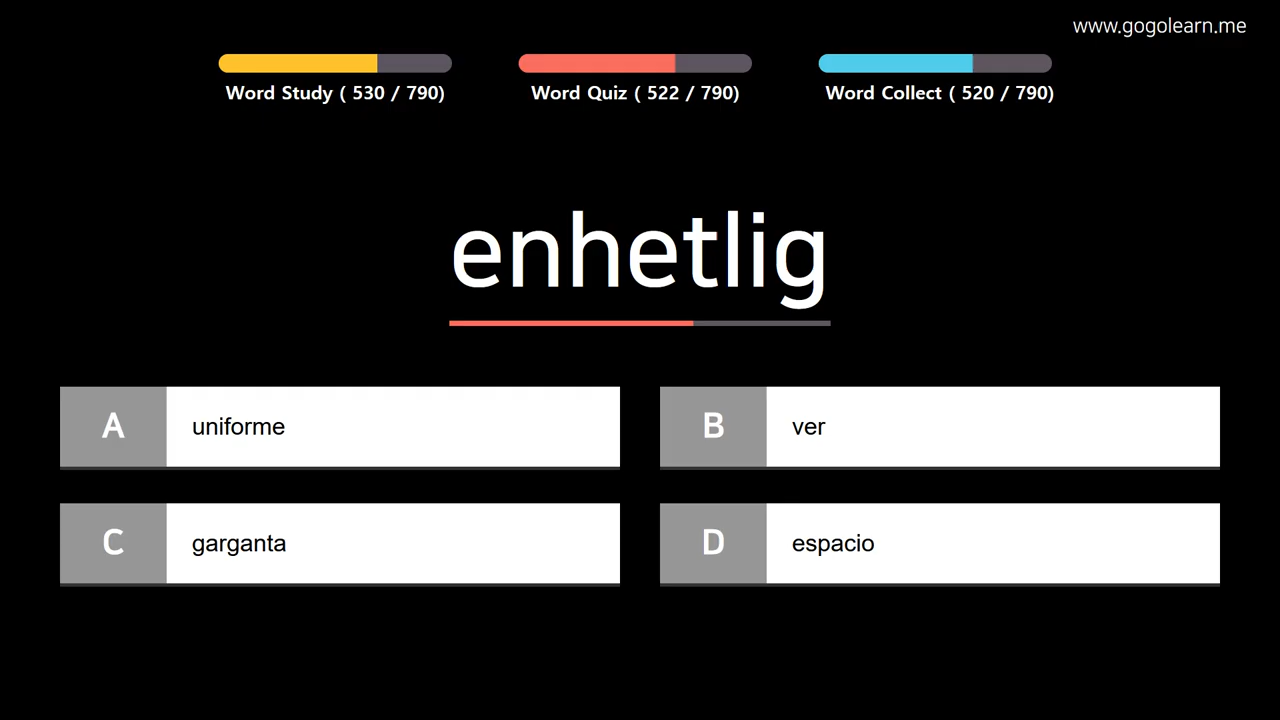 www.gogolearn.me
Word Study ( 530 / 790)
Word Quiz ( 522 / 790)
Word Collect ( 520 / 790)
enhetlig
A uniforme
B ver
C garganta
D espacio